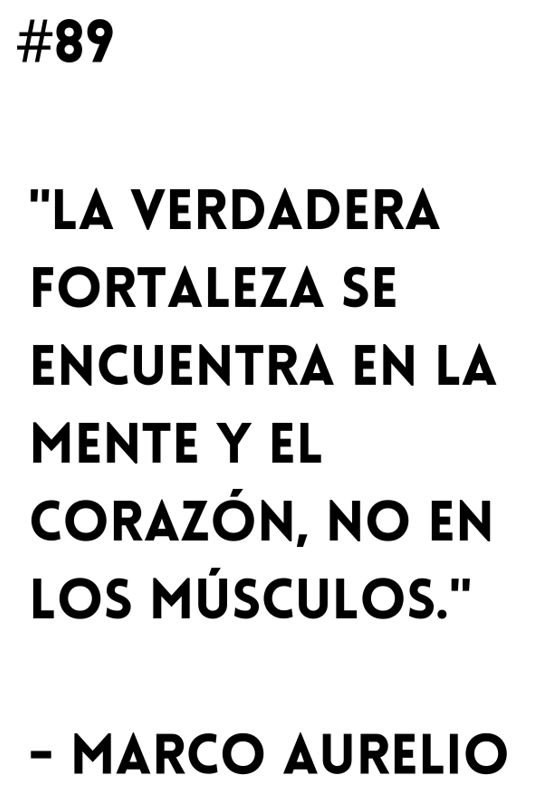 #89
"LA VERDADERA
FORTALEZA SE
ENCUENTRA EN LA
MENTE Y EL
CORAZÓN, NO EN
LOS MÚSCULOS."
- MARCO AURELIO